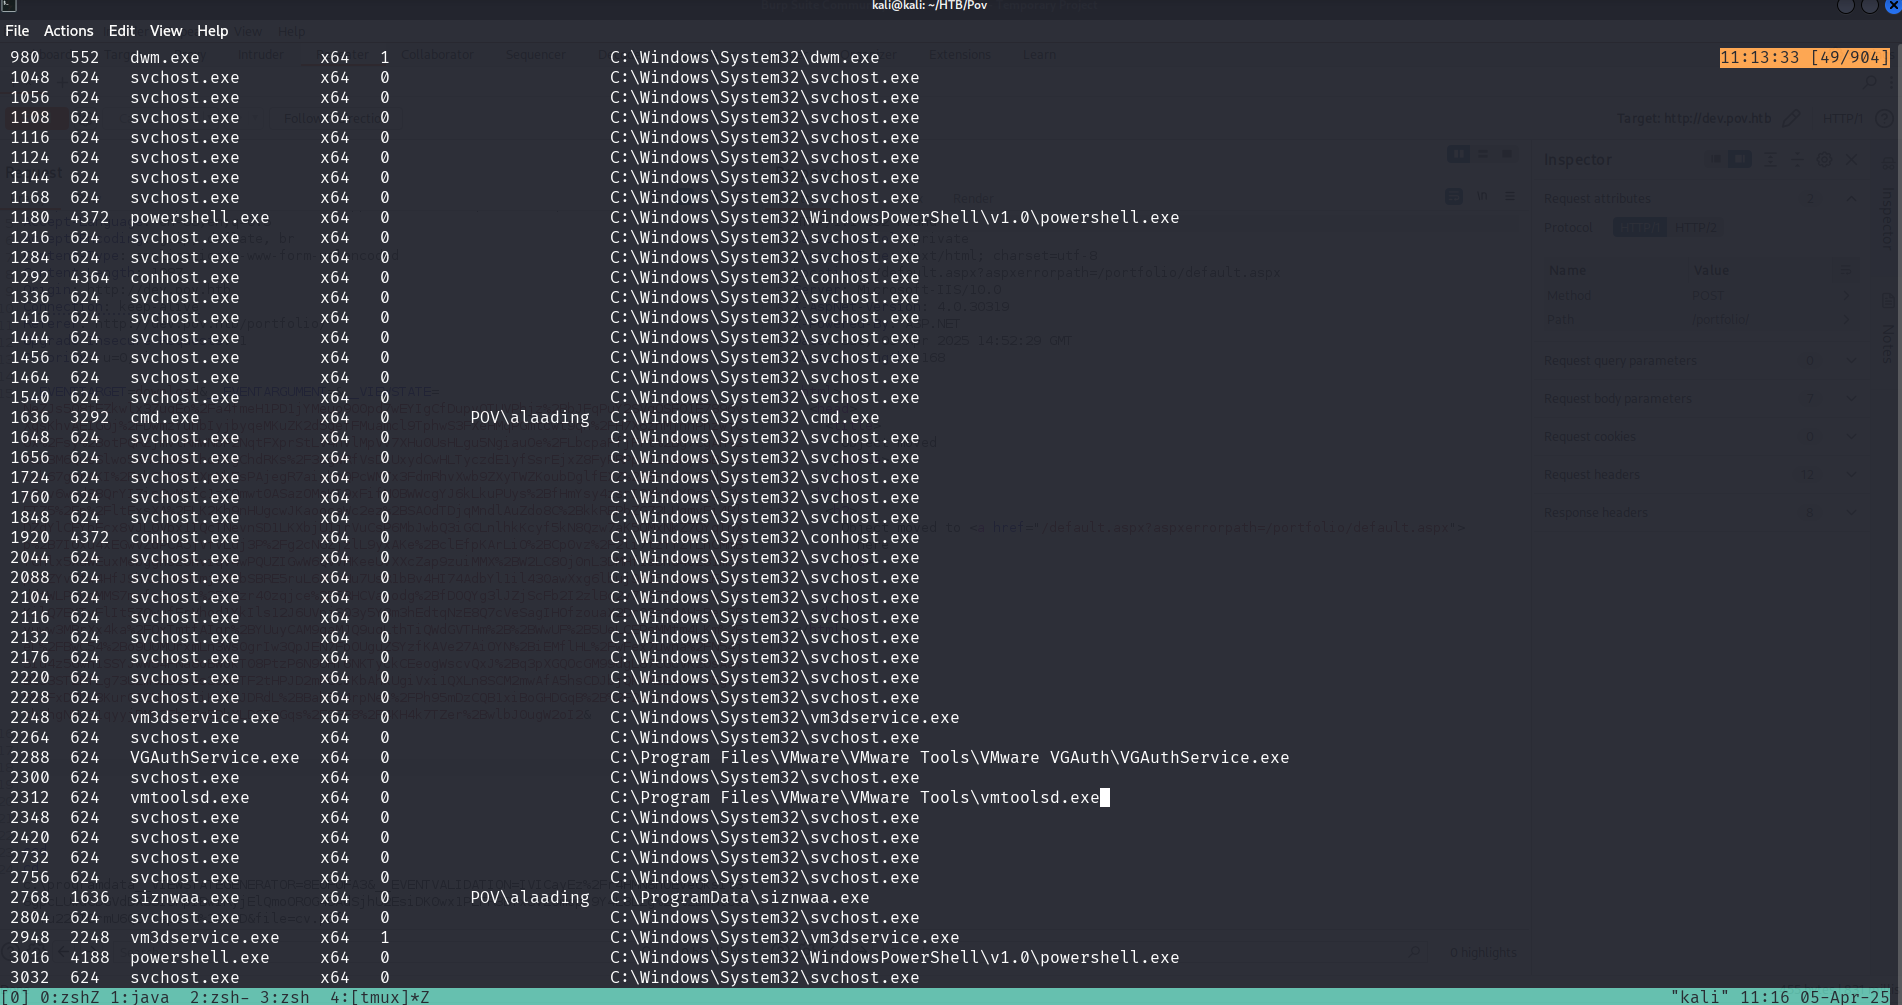 kali@kali: ~/HTB/Pov
File Actions Edit View Help
980 552 dwm.exe x64 1 C:\Windows\System32\dwm.exe 11:13:33 [49/904]
1048 624 svchost.exe x64 0 C:\Windows\System32\svchost.exe
1056 624 svchost.exe x64 0 C:\Windows\System32\svchost.exe
1108 624 svchost.exe x64 0 C:\Windows\System32\svchost.exe
1116 624 svchost.exe x64 0 C:\Windows\System32\svchost.exe
1124 624 svchost.exe x64 0 C:\Windows\System32\svchost.exe
1144 624 svchost.exe x64 0 C:\Windows\System32\svchost.exe
1168 624 svchost.exe x64 0 C:\Windows\System32\svchost.exe
1180 4372 powershell.exe x64 0 C:\Windows\System32\WindowsPowerShell\v1.0\powershell.exe
1216 624 svchost.exe x64 0 C:\Windows\System32\svchost.exe
1284 624 svchost.exe x64 0 C:\Windows\System32\svchost.exe
1292 4364 conhost.exe x64 0 C:\Windows\System32\conhost.exe
1336 624 svchost.exe x64 0 C:\Windows\System32\svchost.exe
1416 624 svchost.exe x64 0 C:\Windows\System32\svchost.exe
1444 624 svchost.exe x64 0 C:\Windows\System32\svchost.exe
1456 624 svchost.exe x64 0 C:\Windows\System32\svchost.exe
1464 624 svchost.exe x64 0 C:\Windows\System32\svchost.exe
1540 624 svchost.exe x64 0 C:\Windows\System32\svchost.exe
1636 3292 cmd.exe x64 0 POV\alaading C:\Windows\System32\cmd.exe
1648 624 svchost.exe x64 0 C:\Windows\System32\svchost.exe
1656 624 svchost.exe x64 0 C:\Windows\System32\svchost.exe
1724 624 svchost.exe x64 0 C:\Windows\System32\svchost.exe
1760 624 svchost.exe x64 0 C:\Windows\System32\svchost.exe
1848 624 svchost.exe x64 0 C:\Windows\System32\svchost.exe
1920 4372 conhost.exe x64 0 C:\Windows\System32\conhost.exe
2044 624 svchost.exe x64 0 C:\Windows\System32\svchost.exe
2088 624 svchost.exe x64 0 C:\Windows\System32\svchost.exe
2104 624 svchost.exe x64 0 C:\Windows\System32\svchost.exe
2116 624 svchost.exe x64 0 C:\Windows\System32\svchost.exe
2132 624 svchost.exe x64 0 C:\Windows\System32\svchost.exe
2176 624 svchost.exe x64 0 C:\Windows\System32\svchost.exe
2220 624 svchost.exe x64 0 C:\Windows\System32\svchost.exe
2228 624 svchost.exe x64 0 C:\Windows\System32\svchost.exe
2248 624 vm3dservice.exe x64 0 C:\Windows\System32\vm3dservice.exe
2264 624 svchost.exe x64 0 C:\Windows\System32\svchost.exe
2288 624 VGAuthService.exe x64 0 C:\Program Files\VMware\VMware Tools\VMware VGAuth\VGAuthService.exe
2300 624 svchost.exe x64 0 C:\Windows\System32\svchost.exe
2312 624 vmtoolsd.exe x64 0 C:\Program Files\VMware\VMware Tools\vmtoolsd.exe
2348 624 svchost.exe x64 0 C:\Windows\System32\svchost.exe
2420 624 svchost.exe x64 0 C:\Windows\System32\svchost.exe
2732 624 svchost.exe x64 0 C:\Windows\System32\svchost.exe
2756 624 svchost.exe x64 0 C:\Windows\System32\svchost.exe
2768 1636 siznwaa.exe x64 0 POV\alaading C:\ProgramData\siznwaa.exe
2804 624 svchost.exe x64 0 C:\Windows\System32\svchost.exe
2948 2248 vm3dservice.exe x64 1 C:\Windows\System32\vm3dservice.exe
3016 4188 powershell.exe x64 0 C:\Windows\System32\WindowsPowerShell\v1.0\powershell.exe
3032 624 svchost.exe x64 0 C:\Windows\System32\svchost.exe
[0] 0:zshZ 1:java 2:zsh- 3:zsh 4:[tmux]*Z "kali" 11:16 05-Apr-25